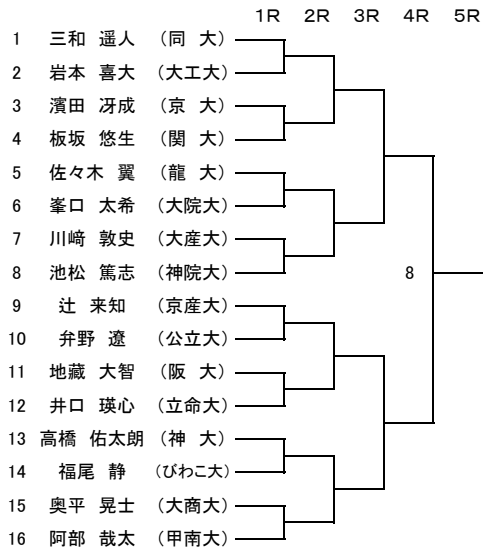 1R 2R 3R 4R 5R
1 三和 遥人 (同 大)
2 岩本 喜大 (大工大)
3 濱田 冴成 (京 大)
4 板坂 悠生 (関 大)
5 佐々木 翼 (龍 大)
6 峯口 太希 (大院大)
7 川﨑 敦史 (大産大)
8 池松 篤志 (神院大) 8
9 辻 来知 (京産大)
10 弁野 遼 (公立大)
11 地藏 大智 (阪 大)
12 井口 瑛心 (立命大)
13 高橋 佑太朗 (神 大)
14 福尾 静 (びわこ大)
15 奥平 晃士 (大商大)
16 阿部 哉太 (甲南大)